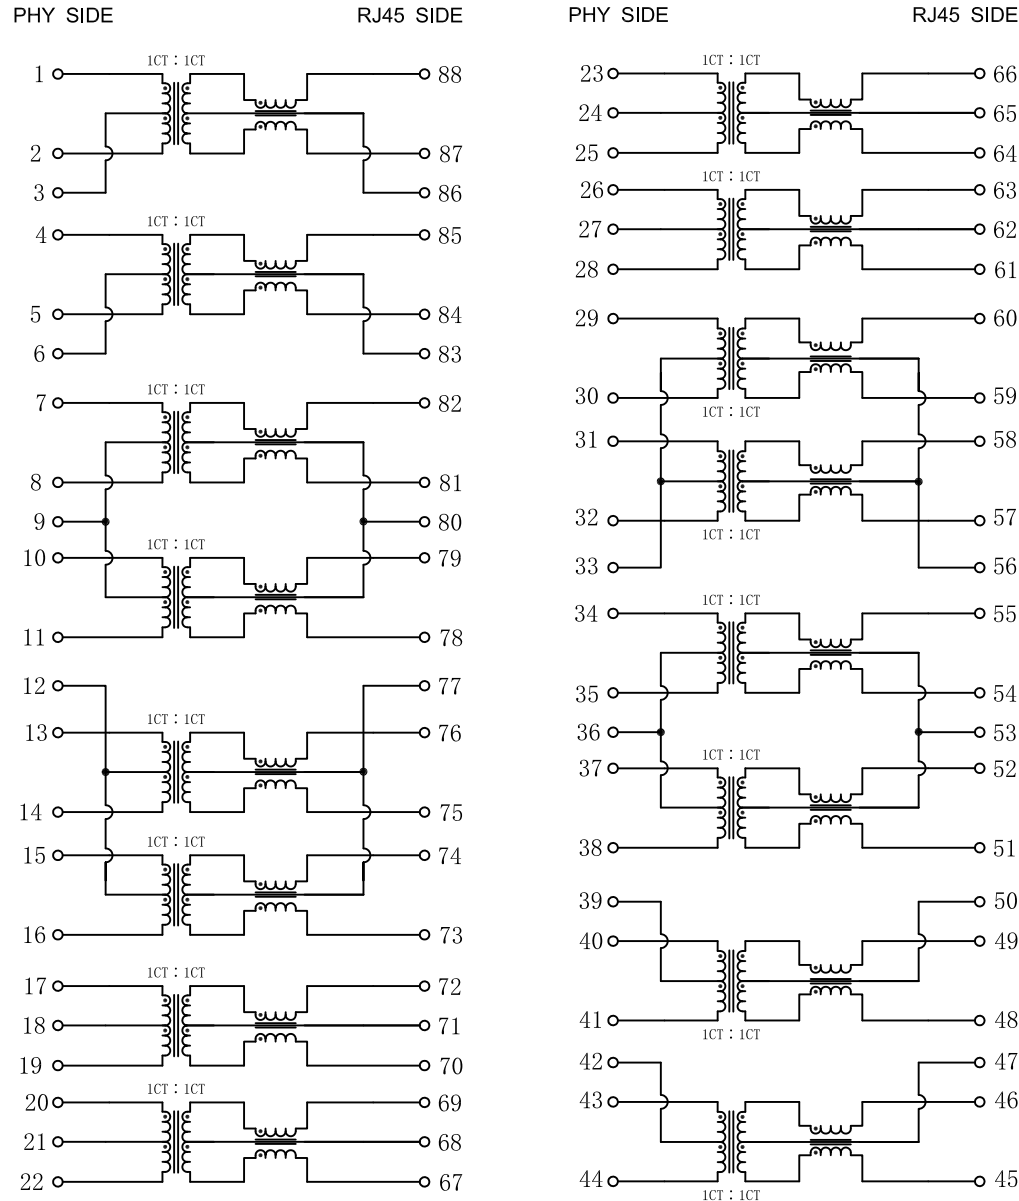 PHY SIDE RJ45 SIDE
1CT : 1CT
1 88
2 87
3 86
1CT : 1CT
4 85
5 84
6 83
1CT : 1CT
7 82
8 81
9 80
1CT : 1CT
10 79
11 78
12 77
1CT : 1CT
13 76
14 75
1CT : 1CT
15 74
16 73
1CT : 1CT
17 72
18 71
19 70
1CT : 1CT
20 69
21 68
22 67
PHY SIDE RJ45 SIDE
1CT : 1CT
23 66
24 65
25 64
1CT : 1CT
26 63
27 62
28 61
29 60
30 59
1CT : 1CT
31 58
32 57
1CT : 1CT
33 56
1CT : 1CT
34 55
35 54
36 53
1CT : 1CT
37 52
38 51
39 50
40 49
41 48
1CT : 1CT
42 47
43 46
44 45
1CT : 1CT